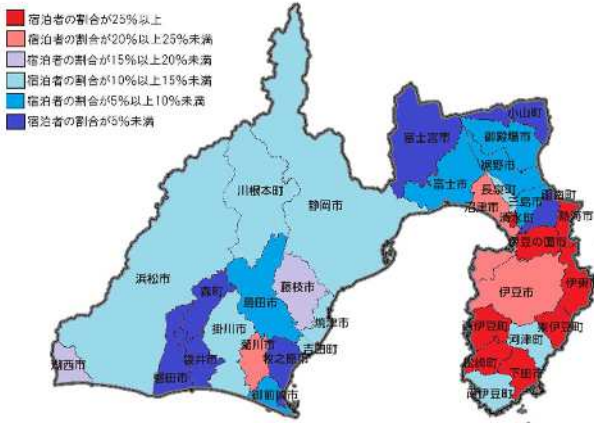 宿泊者の割合が25%以上
宿泊者の割合が20%以上25%未満
宿泊者の割合が15%以上20%未満
宿泊者の割合が10%以上15%未満
宿泊者の割合が5%以上10%未満
宿泊者の割合が5%未満
小山町
富士宮市
御殿場市
裾野市
川根本町
富士市
長泉町
静岡市
沼津市
三島市
函南町
清水町
熱海市
伊豆の国市
浜松市
森町
島田市
藤枝市
伊豆市
伊東市
掛川市
焼津市
西伊豆町
東伊豆町
菊川市
吉田町
河津町
湖西市
袋井市
牧之原市
松崎町
磐田市
下田市
御前崎市
南伊豆町